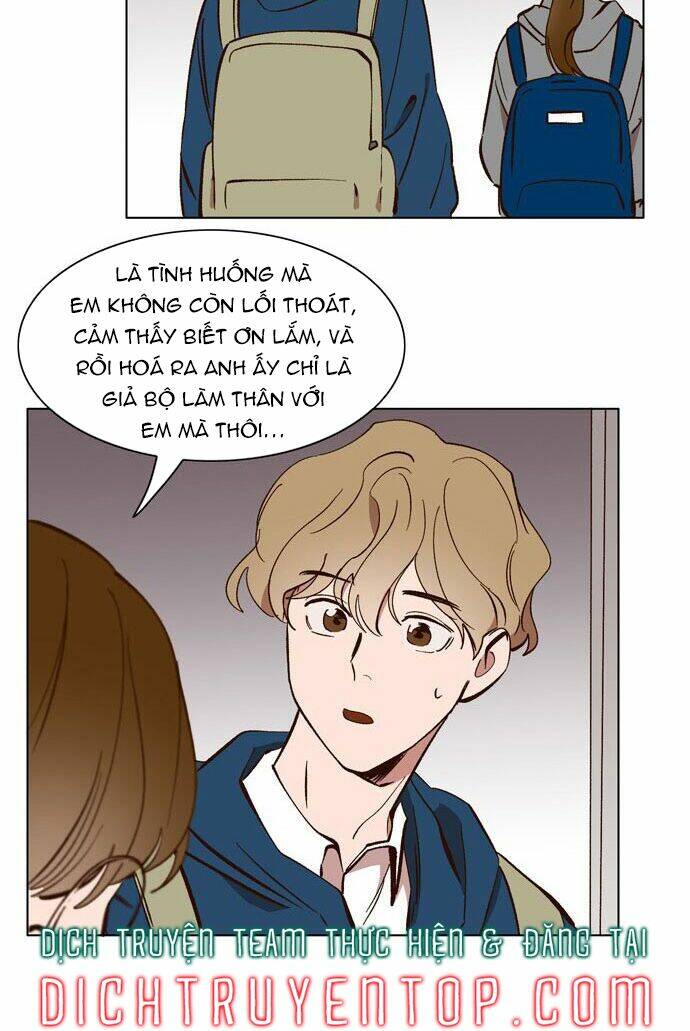 LÀ TÌNH HUỐNG MÀ
EM KHÔNG CÒN LỐI THOÁT,
CẢM THẤY BIẾT ƠN LẮM, VÀ
RỒI HOÁ RA ANH ẤY CHỈ LÀ
GIẢ BỘ LÀM THÂN VỚI
EM MÀ THÔI...
DỊCH TRUYỆN TEAM THỰC HIỆN & ĐĂNG TẠI
DICHTRUYENTOP.COM